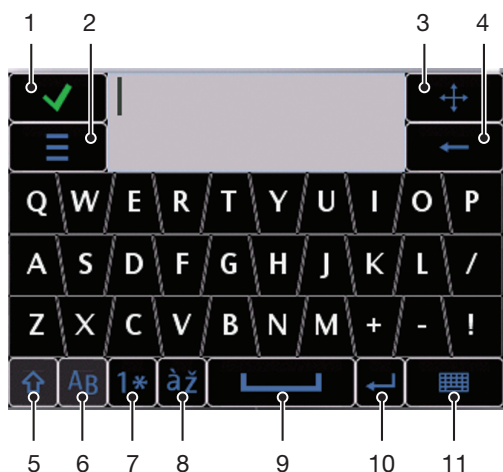 1 2 3 4
Q W E R T Y U I O P
A S D F G H J K L /
Z X C V B N M + - !
AB 1* àž
5 6 7 8 9 10 11